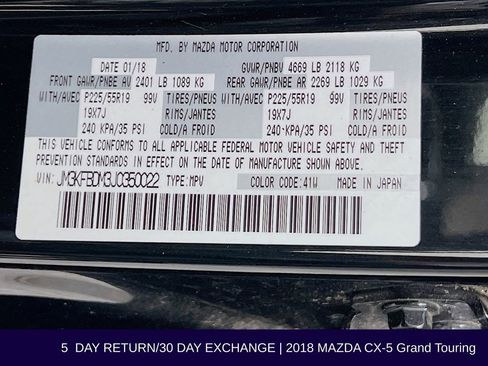 MFD. BY MAZDA MOTOR CORPORATION
DATE 01/18 GVWR/PNBV 4669 LB 2118 KG
FRONT GAWR/PNBE AV 2401 LB 1089 KG REAR GAWR/PNBE AR 2269 LB 1029 KG
WITH/AVEC P225/55R19 99V TIRES/PNEUS WITH/AVEC P225/55R19 99V TIRES/PNEUS
19X7J RIMS/JANTES 19X7J RIMS/JANTES
240 KPA/35 PSI COLD/A FROID 240 KPA/35 PSI COLD/A FROID
THIS VEHICLE CONFORMS TO ALL APPLICABLE FEDERAL MOTOR VEHICLE SAFETY AND THEFT
PREVENTION STANDARDS IN EFFECT ON DATE OF MANUFACTURE SHOWN ABOVE.
VIN: JM3KFBDM3J0350022 TYPE:MPV COLOR CODE:41W MADE IN JAPAN
5 DAY RETURN/30 DAY EXCHANGE | 2018 MAZDA CX-5 Grand Touring